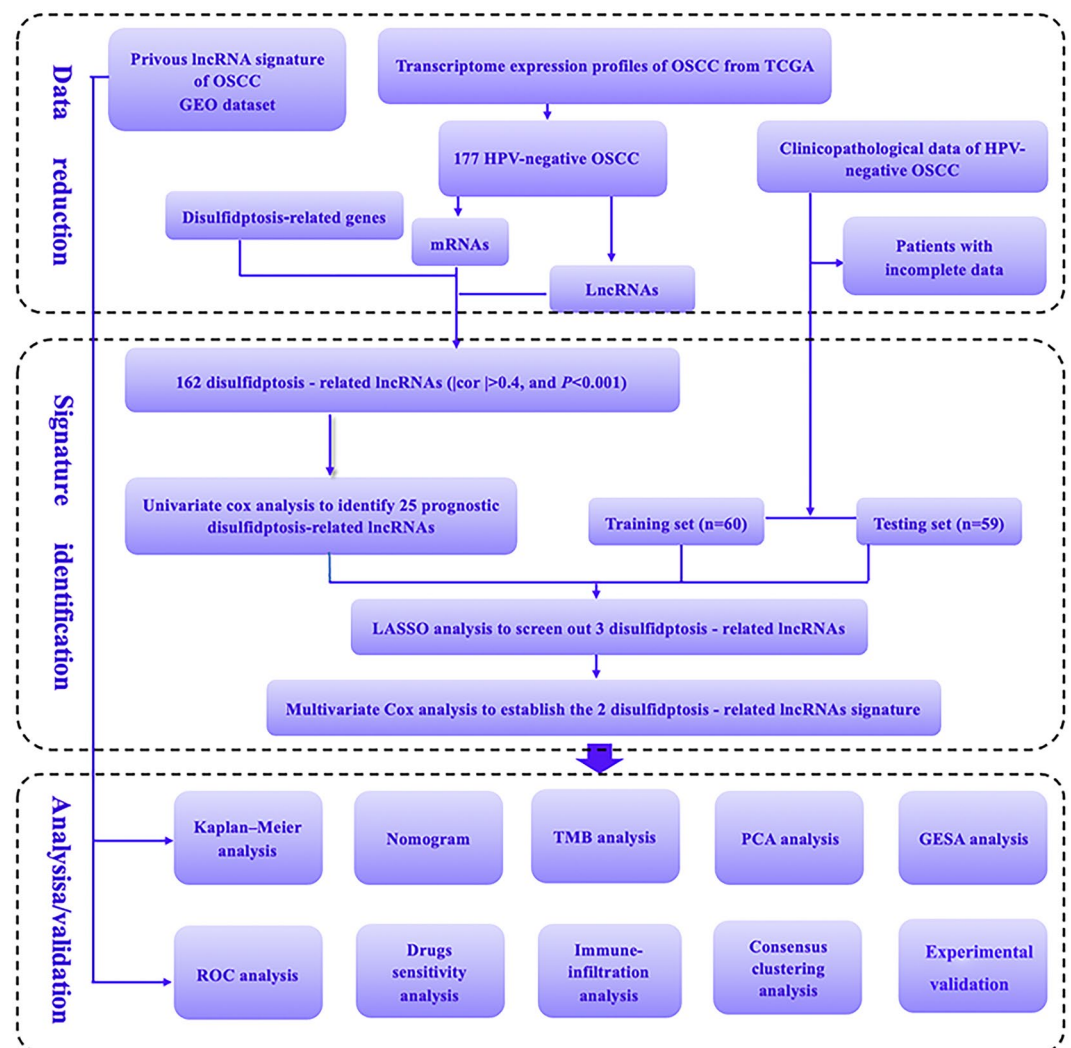 Data reduction
Privous lncRNA signature
of OSCC
GEO dataset
Transcriptome expression profiles of OSCC from TCGA
177 HPV-negative OSCC
Clinicopathological data of HPV-
negative OSCC
Disulfidptosis-related genes
mRNAs
Patients with
incomplete data
LncRNAs
Signature identification
162 disulfidptosis - related lncRNAs (|cor |>0.4, and P<0.001)
Univariate cox analysis to identify 25 prognostic
disulfidptosis-related lncRNAs
Training set (n=60)
Testing set (n=59)
LASSO analysis to screen out 3 disulfidptosis - related lncRNAs
Multivariate Cox analysis to establish the 2 disulfidptosis - related lncRNAs signature
Analysisa/validation
Kaplan–Meier
analysis
Nomogram
TMB analysis
PCA analysis
GESA analysis
ROC analysis
Drugs
sensitivity
analysis
Immune-
infiltration
analysis
Consensus
clustering
analysis
Experimental
validation